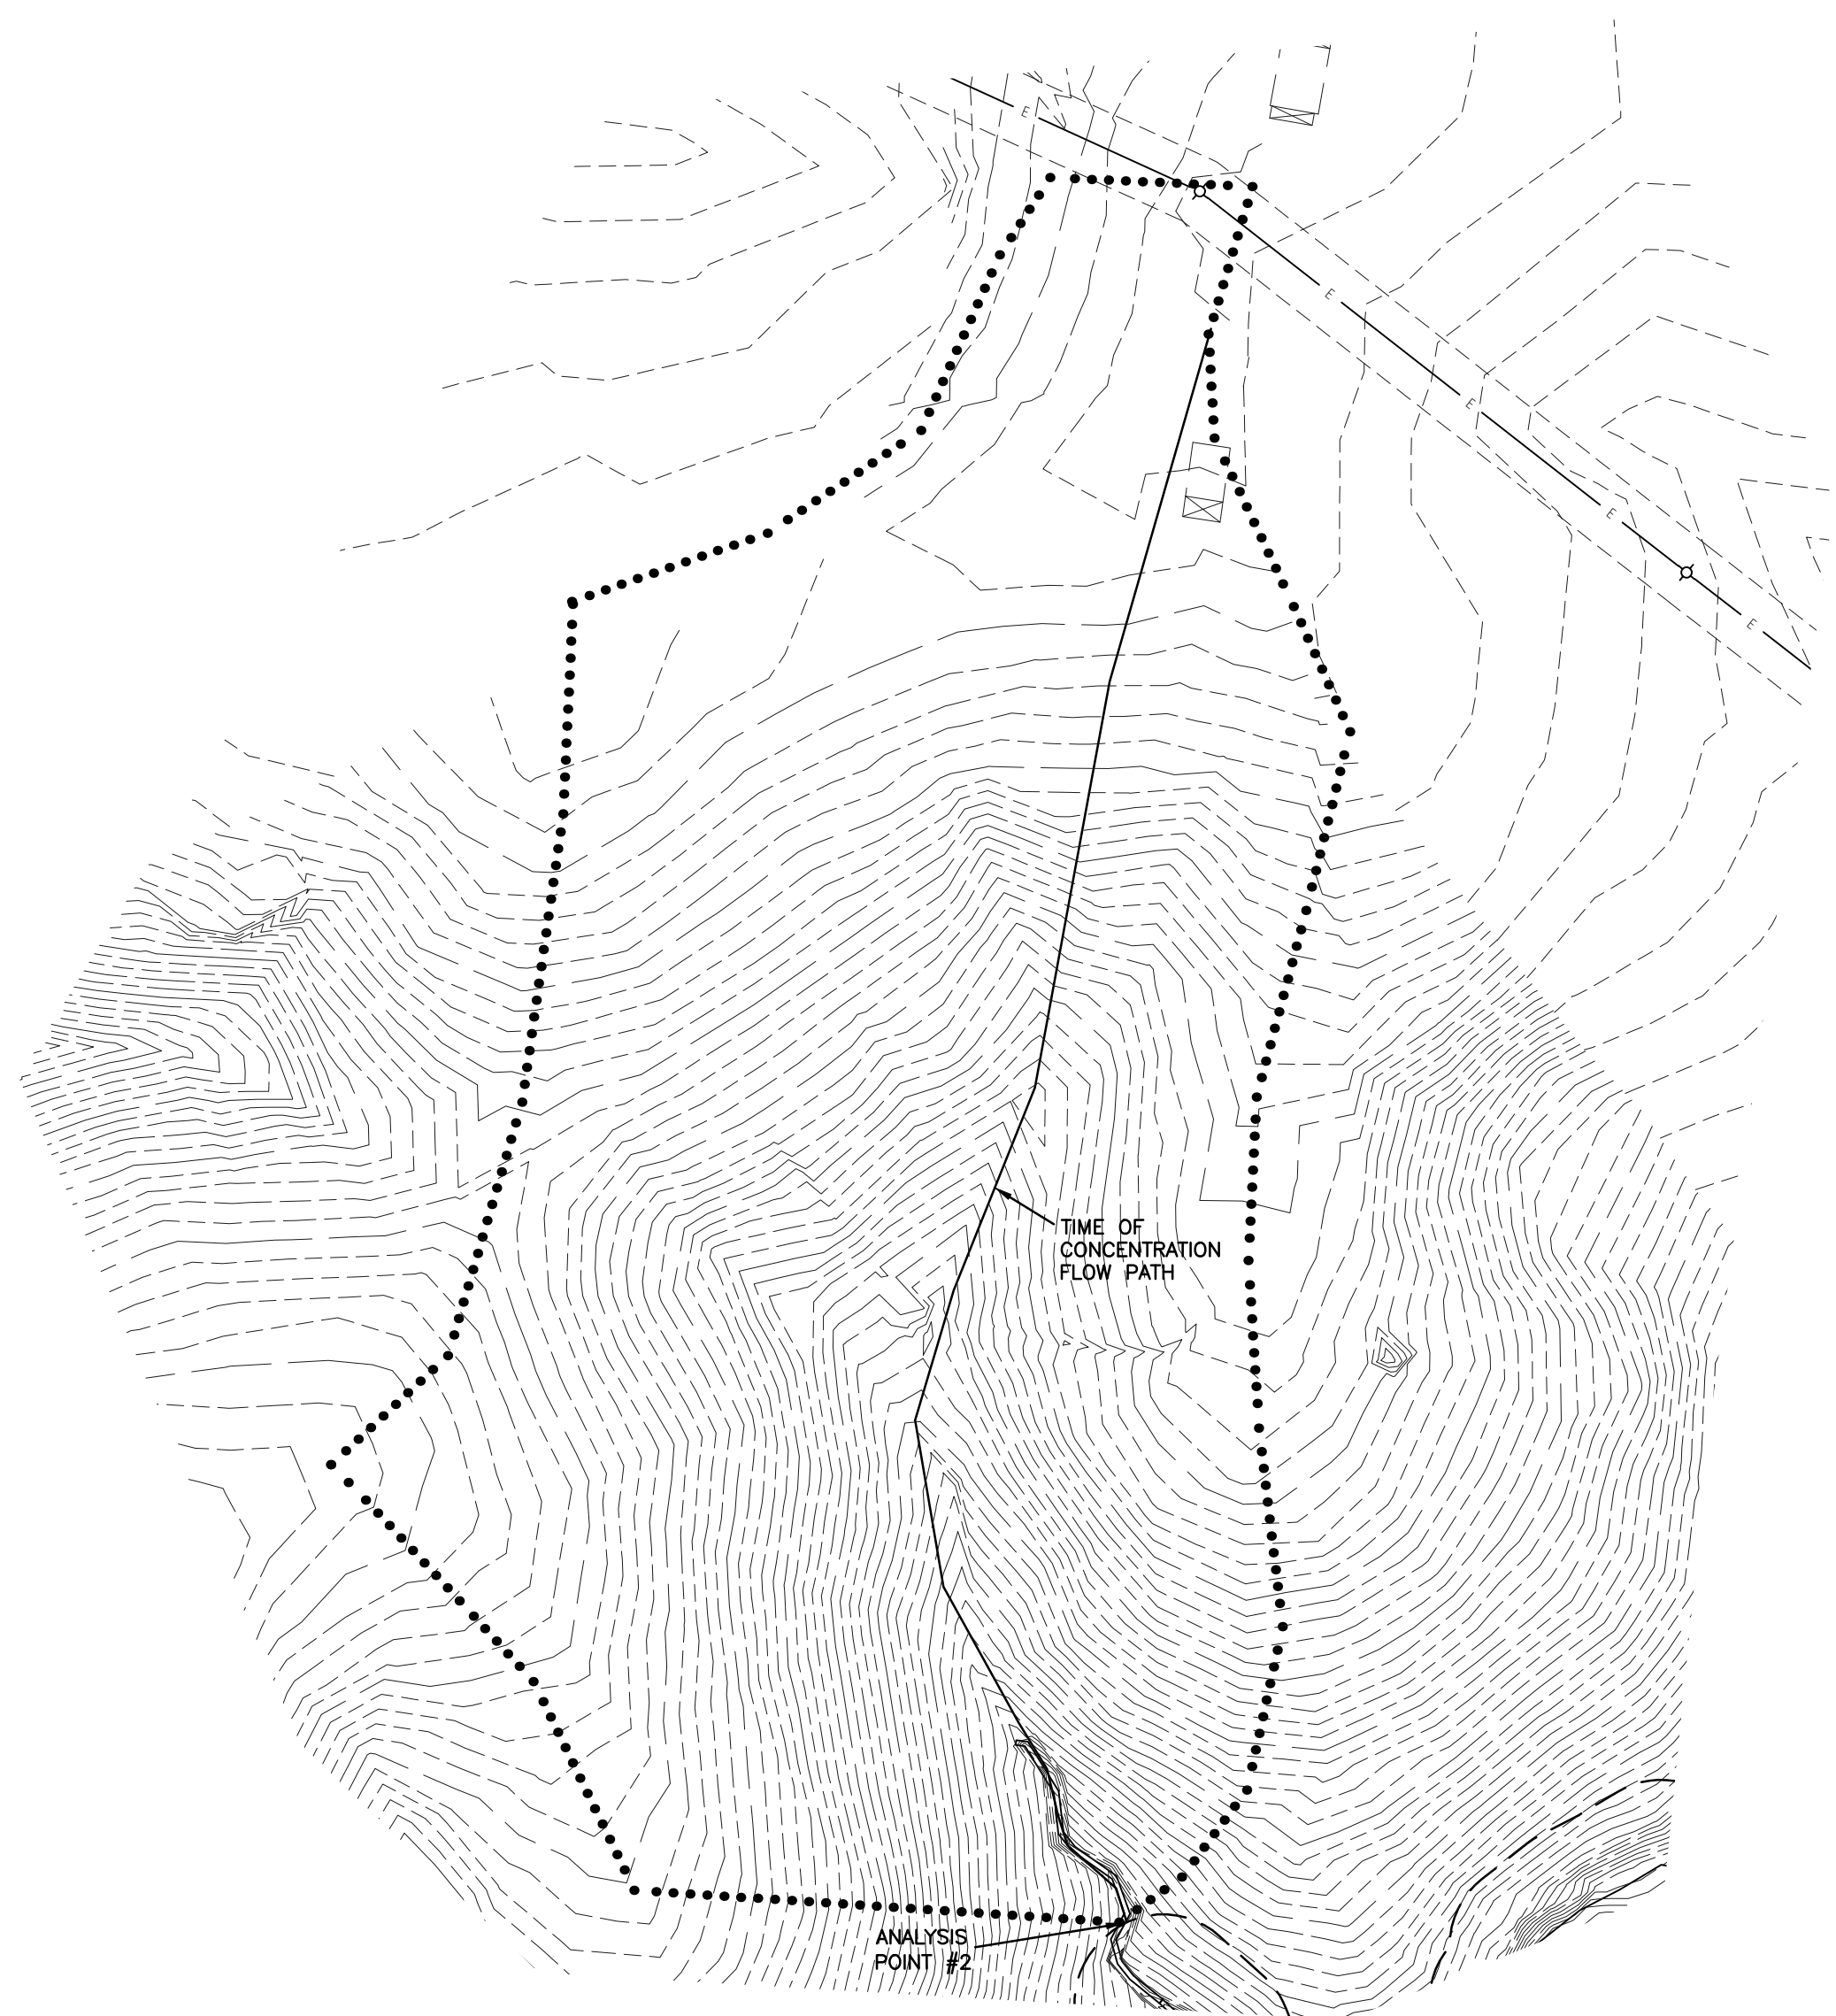 E
E
E
E
E
TIME OF
CONCENTRATION
FLOW PATH
ANALYSIS
POINT #2